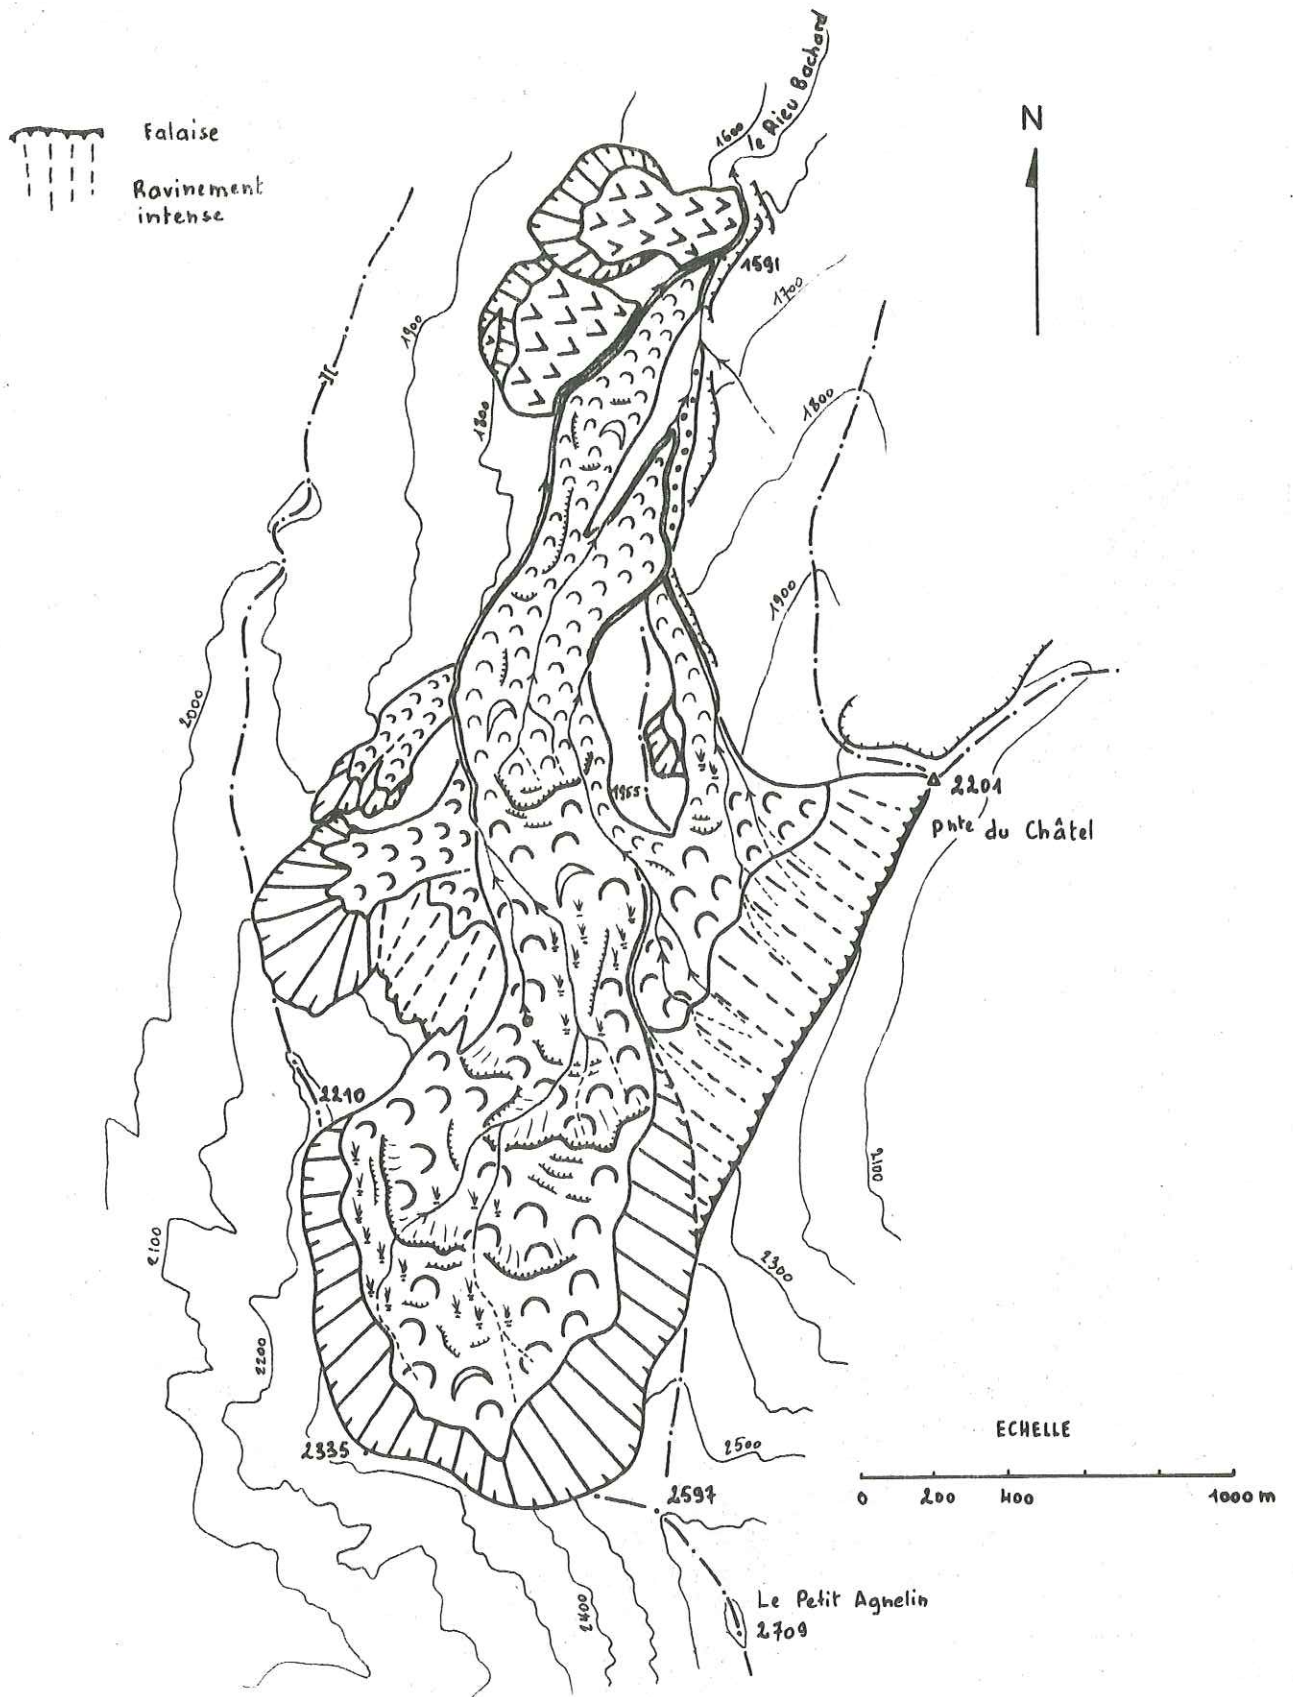 le Rieu Bachard
Falaise
Ravinement
intense
N
1600
1591
1700
1900
1800
1800
1900
2000
1955
2201
pnte du Châtel
2210
2100
2100
2300
2200
2335
2500
2597
ECHELLE
0 200 400 1000 m
2400
Le Petit Agnelin
2709